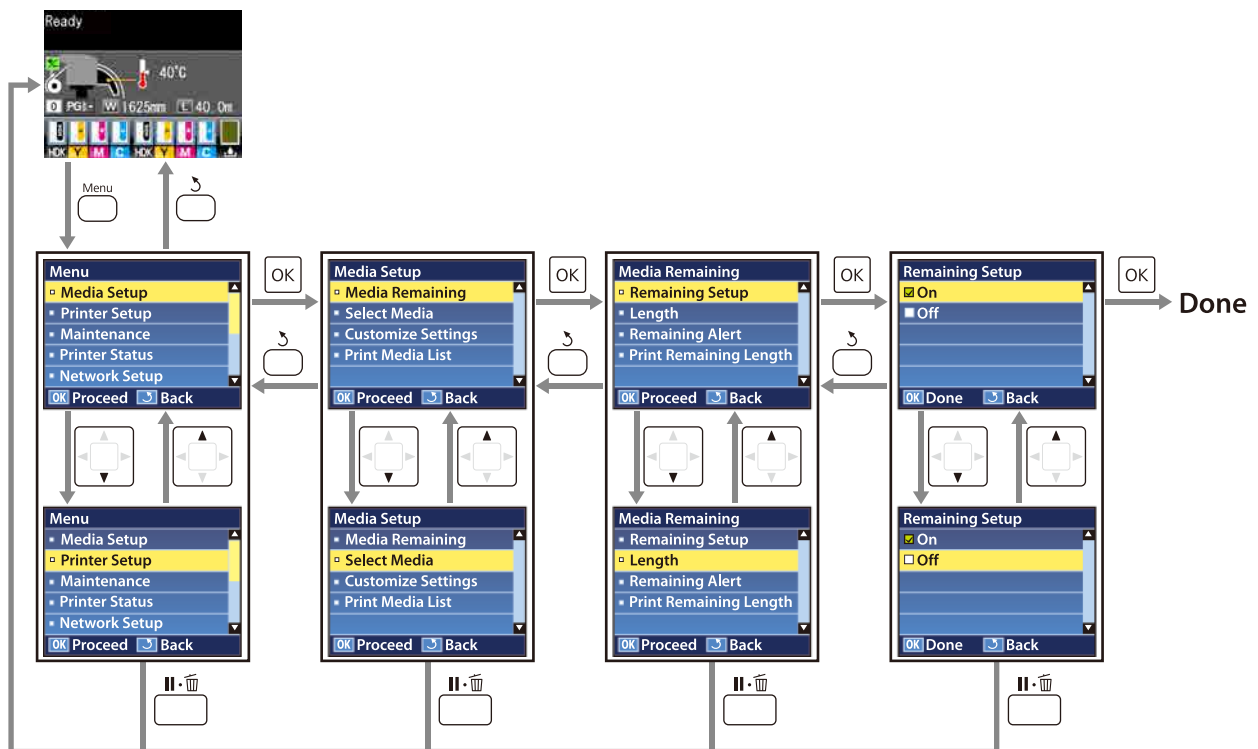 Ready
40°C
D PG:- W 1625mm L 40.0m
HDK Y M C HDK Y M C
Menu
Menu
Media Setup
Printer Setup
Maintenance
Printer Status
Network Setup
OK Proceed Back
OK
Media Setup
Media Remaining
Select Media
Customize Settings
Print Media List
OK Proceed Back
OK
Media Remaining
Remaining Setup
Length
Remaining Alert
Print Remaining Length
OK Proceed Back
OK
Remaining Setup
On
Off
OK Done Back
OK
Done
Menu
Media Setup
Printer Setup
Maintenance
Printer Status
Network Setup
OK Proceed Back
Media Setup
Media Remaining
Select Media
Customize Settings
Print Media List
OK Proceed Back
Media Remaining
Remaining Setup
Length
Remaining Alert
Print Remaining Length
OK Proceed Back
Remaining Setup
On
Off
OK Done Back